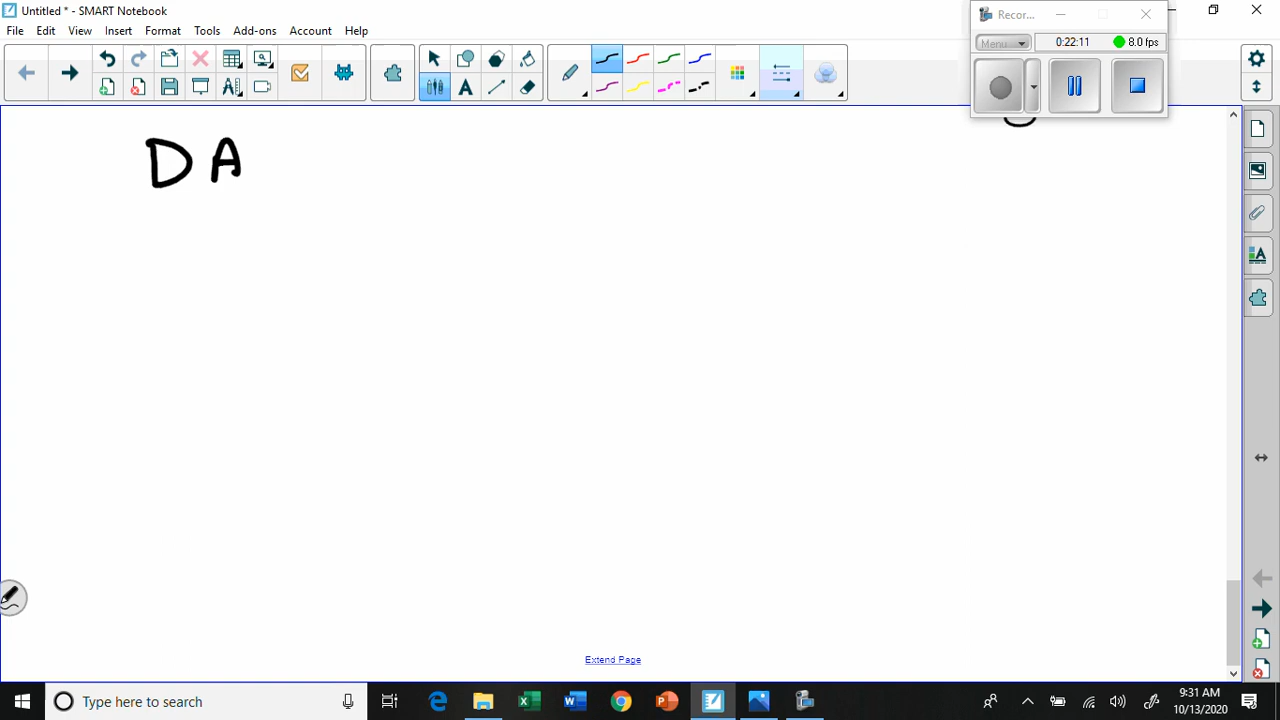 Untitled * - SMART Notebook
Recor...
File Edit View Insert Format Tools Add-ons Account Help
Menu 0:22:11 8.0 fps
D A
Extend Page
Type here to search
9:31 AM
10/13/2020